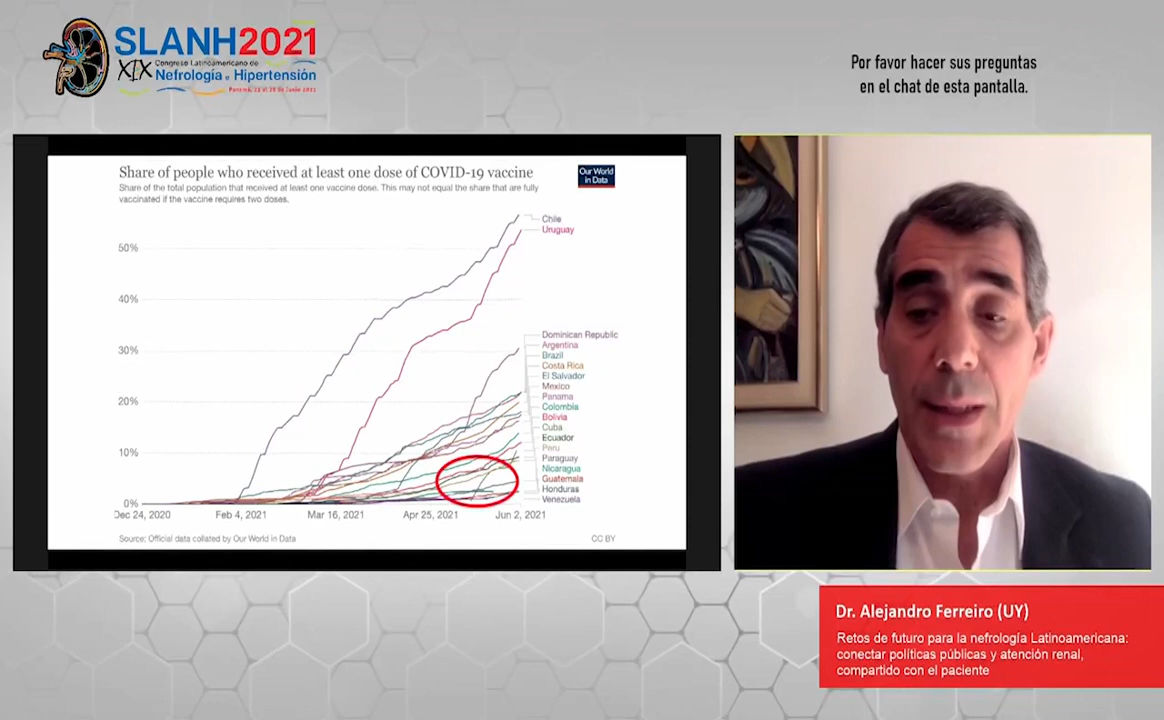 SLANH2021
XIX Congreso Latinoamericano de
Nefrología e Hipertensión
Por favor hacer sus preguntas
en el chat de esta pantalla.
Share of people who received at least one dose of COVID-19 vaccine
Share of the total population that received at least one vaccine dose. This may not equal the share that are fully
vaccinated if the vaccine requires two doses.
Our World
in Data
Chile
Uruguay
50%
40%
30%
20%
10%
0%
Dominican Republic
Argentina
Brazil
Costa Rica
El Salvador
Mexico
Panama
Colombia
Bolivia
Cuba
Ecuador
Peru
Paraguay
Nicaragua
Guatemala
Honduras
Venezuela
Dec 24, 2020
Feb 4, 2021
Mar 16, 2021
Apr 25, 2021
Jun 2, 2021
Source: Official data collated by Our World in Data
CC BY
Dr. Alejandro Ferreiro (UY)
Retos de futuro para la nefrología Latinoamericana:
conectar políticas públicas y atención renal,
compartido con el paciente